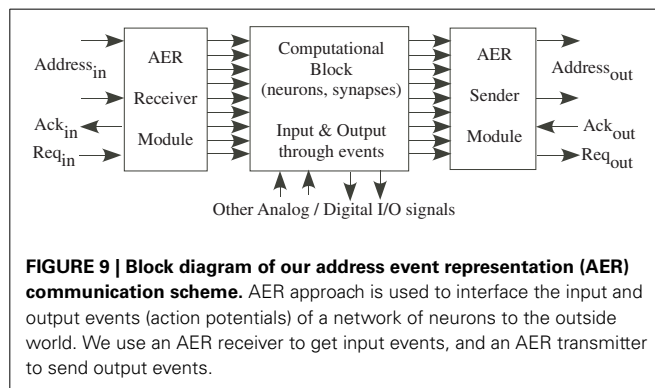 Address_in
Ack_in
Req_in
AER
Receiver
Module
Computational
Block
(neurons, synapses)
Input & Output
through events
AER
Sender
Module
Address_out
Ack_out
Req_out
Other Analog / Digital I/O signals
FIGURE 9 | Block diagram of our address event representation (AER)
communication scheme. AER approach is used to interface the input and
output events (action potentials) of a network of neurons to the outside
world. We use an AER receiver to get input events, and an AER transmitter
to send output events.